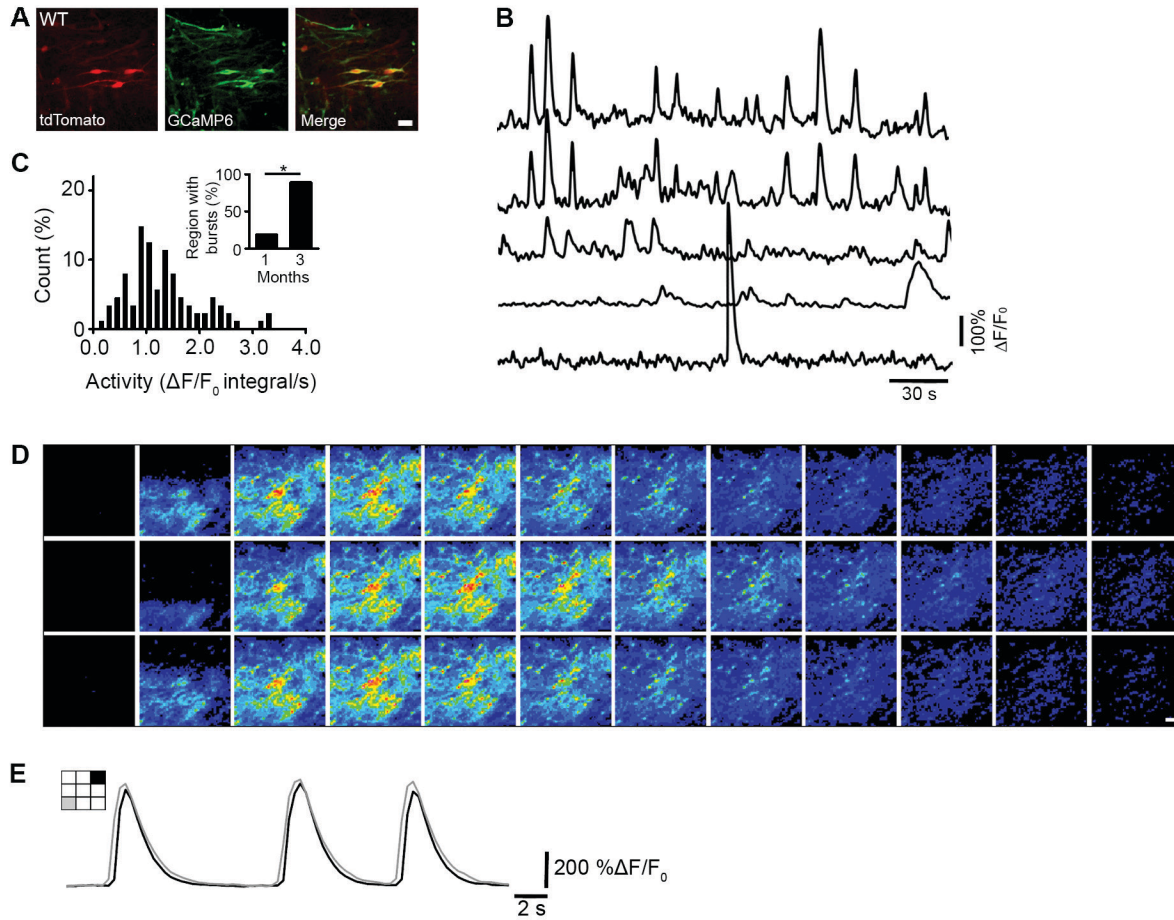 A
WT
tdTomato
GCaMP6
Merge
B
100%
ΔF/F₀
30 s
C
Count (%)
20
10
0
0.0 1.0 2.0 3.0 4.0
Activity (ΔF/F₀ integral/s)
Region with
bursts (%)
100
50
0
*
1 3
Months
D
E
200 %ΔF/F₀
2 s